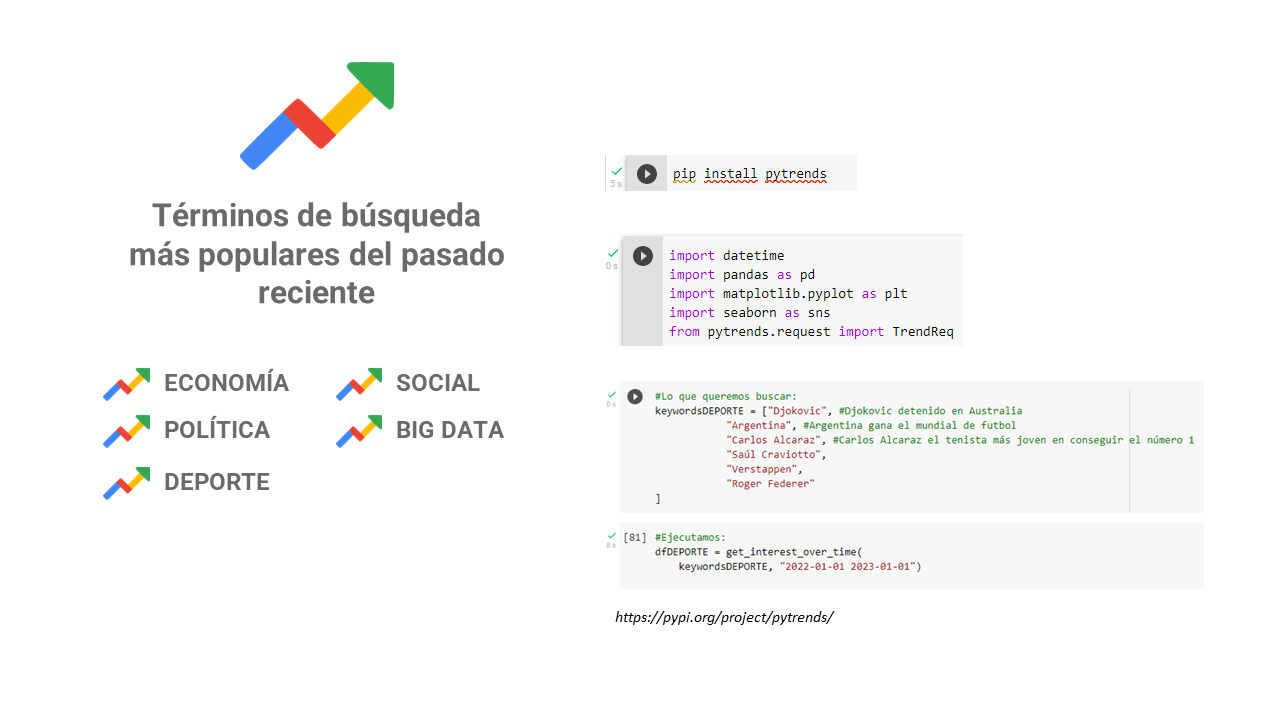 Términos de búsqueda
más populares del pasado
reciente
ECONOMÍA
SOCIAL
POLÍTICA
BIG DATA
DEPORTE
5 s
pip install pytrends
0 s
import datetime
import pandas as pd
import matplotlib.pyplot as plt
import seaborn as sns
from pytrends.request import TrendReq
0s
#Lo que queremos buscar:
keywordsDEPORTE = ["Djokovic", #Djokovic detenido en Australia
"Argentina", #Argentina gana el mundial de futbol
"Carlos Alcaraz", #Carlos Alcaraz el tenista más joven en conseguir el número 1
"Saúl Craviotto",
"Verstappen",
"Roger Federer"
]
[81] #Ejecutamos:
dfDEPORTE = get_interest_over_time(
keywordsDEPORTE, "2022-01-01 2023-01-01")
https://pypi.org/project/pytrends/